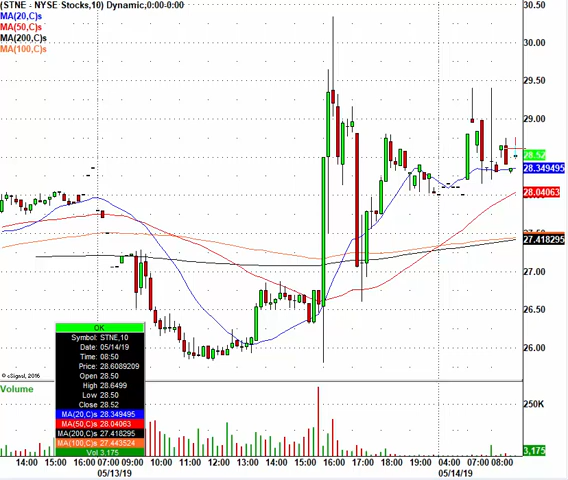 (STNE - NYSE Stocks,10) Dynamic,0:00-0:00
MA(20,C)s
MA(50,C)s
MA(200,C)s
MA(100,C)s
30.50
30.00
29.50
29.00
28.52
28.349495
28.04063
27.418295
27.00
26.50
26.00
© eSignal, 2016
Volume
250K
3.175
OK
Symbol: STNE,10
Date: 05/14/19
Time: 08:50
Price: 28.6089209
Open 28.50
High 28.6499
Low 28.50
Close 28.52
MA(20,C)s 28.349495
MA(50,C)s 28.04063
MA(200,C)s 27.418295
MA(100,C)s 27.443524
Vol 3.175
14:00 15:00 16:00 07:00 09:00 10:00 11:00 12:00 13:00 14:00 15:00 16:00 17:00 18:00 19:00 04:00 07:00 08:00
05/13/19 05/14/19